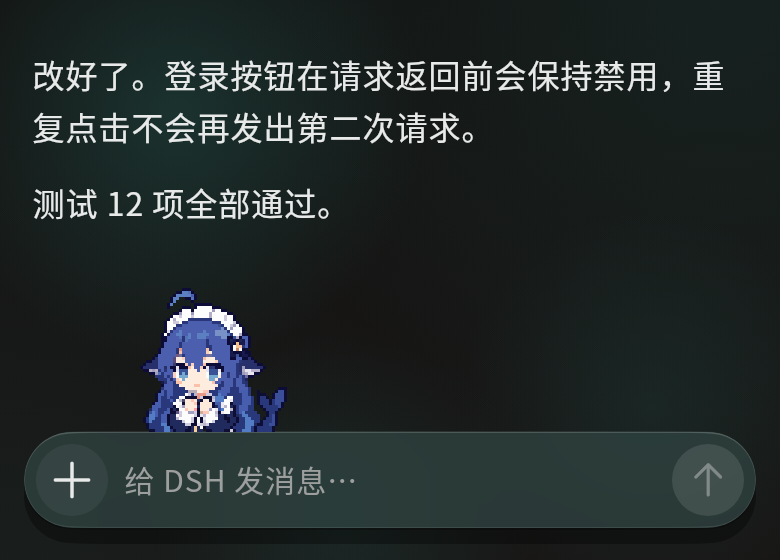 改好了。登录按钮在请求返回前会保持禁用，重
复点击不会再发出第二次请求。
测试 12 项全部通过。
给 DSH 发消息…